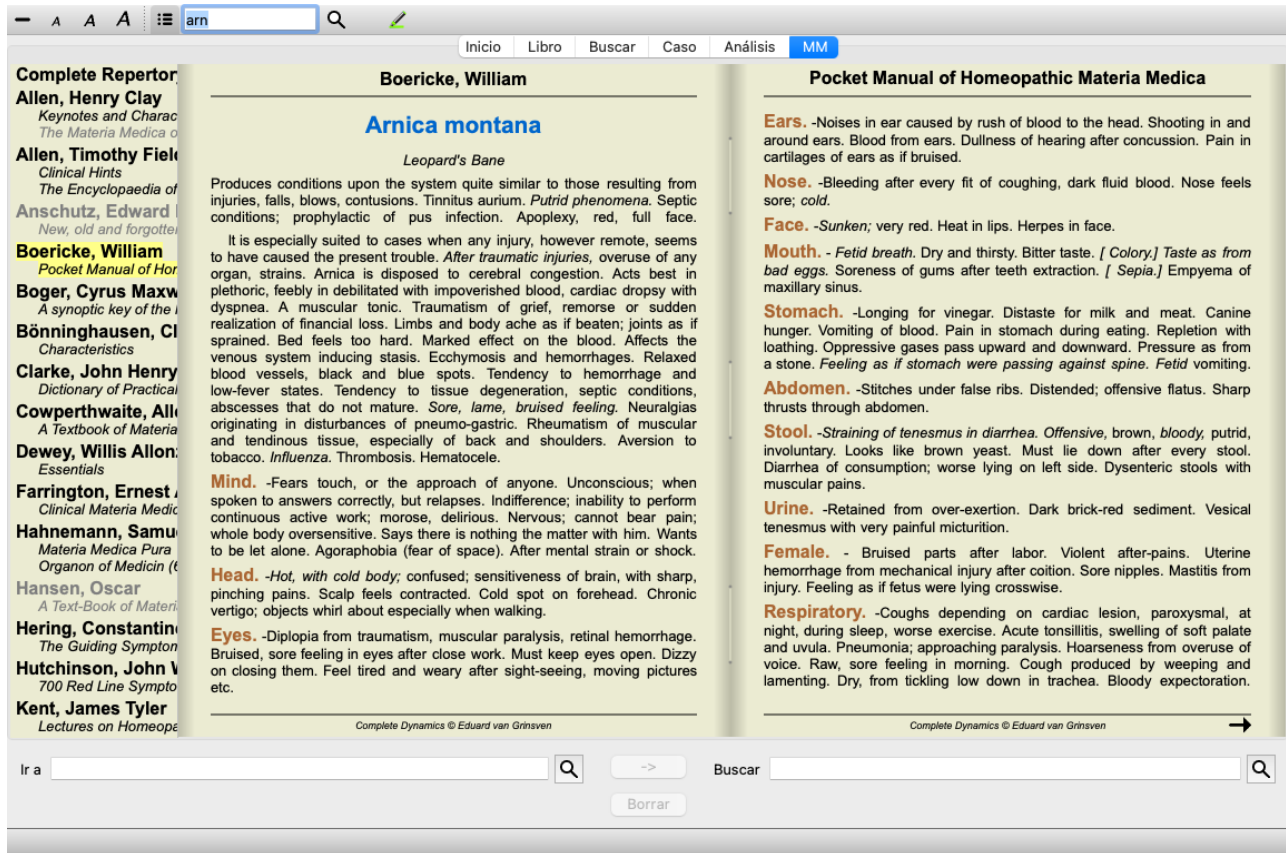 A A A arn
Inicio Libro Buscar Caso Análisis MM
Complete Repertor
Allen, Henry Clay
Keynotes and Charac
The Materia Medica o
Allen, Timothy Field
Clinical Hints
The Encyclopaedia of
Anschutz, Edward
New, old and forgotte
Boericke, William
Pocket Manual of Hom
Boger, Cyrus Maxw
A synoptic key of the
Bönninghausen, Cl
Characteristics
Clarke, John Henry
Dictionary of Practical
Cowperthwaite, Alle
A Textbook of Materia
Dewey, Willis Allon
Essentials
Farrington, Ernest
Clinical Materia Medic
Hahnemann, Samu
Materia Medica Pura
Organon of Medicin (6
Hansen, Oscar
A Text-Book of Materi
Hering, Constantin
The Guiding Sympton
Hutchinson, John W
700 Red Line Sympto
Kent, James Tyler
Lectures on Homeopa
Boericke, William
Arnica montana
Leopard's Bane
Produces conditions upon the system quite similar to those resulting from
injuries, falls, blows, contusions. Tinnitus aurium. Putrid phenomena. Septic
conditions; prophylactic of pus infection. Apoplexy, red, full face.
It is especially suited to cases when any injury, however remote, seems
to have caused the present trouble. After traumatic injuries, overuse of any
organ, strains. Arnica is disposed to cerebral congestion. Acts best in
plethoric, feebly in debilitated with impoverished blood, cardiac dropsy with
dyspnea. A muscular tonic. Traumatism of grief, remorse or sudden
realization of financial loss. Limbs and body ache as if beaten; joints as if
sprained. Bed feels too hard. Marked effect on the blood. Affects the
venous system inducing stasis. Ecchymosis and hemorrhages. Relaxed
blood vessels, black and blue spots. Tendency to hemorrhage and
low-fever states. Tendency to tissue degeneration, septic conditions,
abscesses that do not mature. Sore, lame, bruised feeling. Neuralgias
originating in disturbances of pneumo-gastric. Rheumatism of muscular
and tendinous tissue, especially of back and shoulders. Aversion to
tobacco. Influenza. Thrombosis. Hematocele.
Mind. -Fears touch, or the approach of anyone. Unconscious; when
spoken to answers correctly, but relapses. Indifference; inability to perform
continuous active work; morose, delirious. Nervous; cannot bear pain;
whole body oversensitive. Says there is nothing the matter with him. Wants
to be let alone. Agoraphobia (fear of space). After mental strain or shock.
Head. -Hot, with cold body; confused; sensitiveness of brain, with sharp,
pinching pains. Scalp feels contracted. Cold spot on forehead. Chronic
vertigo; objects whirl about especially when walking.
Eyes. -Diplopia from traumatism, muscular paralysis, retinal hemorrhage.
Bruised, sore feeling in eyes after close work. Must keep eyes open. Dizzy
on closing them. Feel tired and weary after sight-seeing, moving pictures
etc.
Complete Dynamics © Eduard van Grinsven
Pocket Manual of Homeopathic Materia Medica
Ears. -Noises in ear caused by rush of blood to the head. Shooting in and
around ears. Blood from ears. Dullness of hearing after concussion. Pain in
cartilages of ears as if bruised.
Nose. -Bleeding after every fit of coughing, dark fluid blood. Nose feels
sore; cold.
Face. -Sunken; very red. Heat in lips. Herpes in face.
Mouth. - Fetid breath. Dry and thirsty. Bitter taste. [ Colory.] Taste as from
bad eggs. Soreness of gums after teeth extraction. [ Sepia.] Empyema of
maxillary sinus.
Stomach. -Longing for vinegar. Distaste for milk and meat. Canine
hunger. Vomiting of blood. Pain in stomach during eating. Repletion with
loathing. Oppressive gases pass upward and downward. Pressure as from
a stone. Feeling as if stomach were passing against spine. Fetid vomiting.
Abdomen. -Stitches under false ribs. Distended; offensive flatus. Sharp
thrusts through abdomen.
Stool. -Straining of tenesmus in diarrhea. Offensive, brown, bloody, putrid,
involuntary. Looks like brown yeast. Must lie down after every stool.
Diarrhea of consumption; worse lying on left side. Dysenteric stools with
muscular pains.
Urine. -Retained from over-exertion. Dark brick-red sediment. Vesical
tenesmus with very painful micturition.
Female. - Bruised parts after labor. Violent after-pains. Uterine
hemorrhage from mechanical injury after coition. Sore nipples. Mastitis from
injury. Feeling as if fetus were lying crosswise.
Respiratory. -Coughs depending on cardiac lesion, paroxysmal, at
night, during sleep, worse exercise. Acute tonsillitis, swelling of soft palate
and uvula. Pneumonia; approaching paralysis. Hoarseness from overuse of
voice. Raw, sore feeling in morning. Cough produced by weeping and
lamenting. Dry, from tickling low down in trachea. Bloody expectoration.
Complete Dynamics © Eduard van Grinsven
Ir a -> Buscar
Borrar